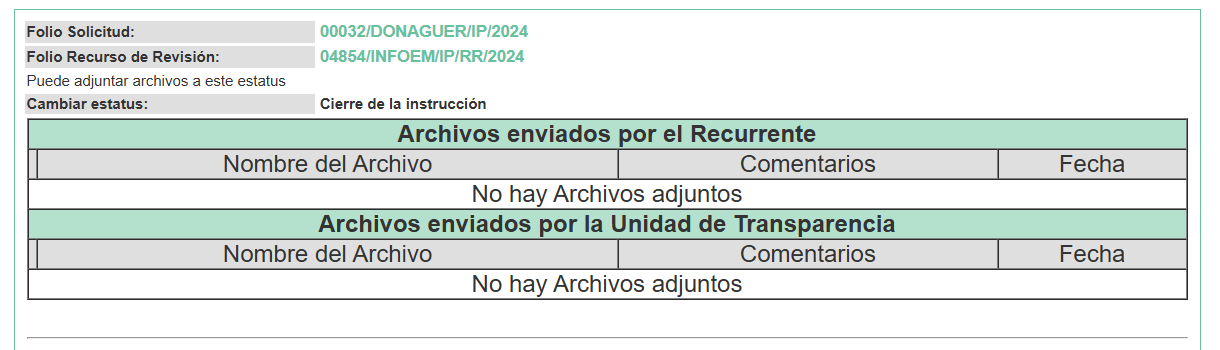 Folio Solicitud: 00032/DONAGUER/IP/2024
Folio Recurso de Revisión: 04854/INFOEM/IP/RR/2024
Puede adjuntar archivos a este estatus
Cambiar estatus: Cierre de la instrucción
Archivos enviados por el Recurrente
Nombre del Archivo Comentarios Fecha
No hay Archivos adjuntos
Archivos enviados por la Unidad de Transparencia
Nombre del Archivo Comentarios Fecha
No hay Archivos adjuntos